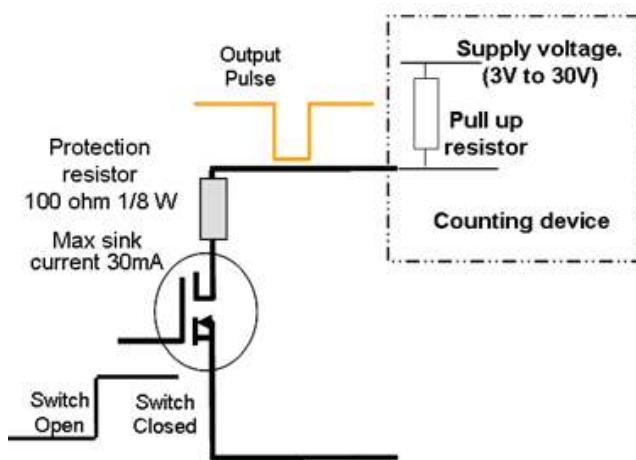 Output
Pulse
Supply voltage.
(3V to 30V)
Pull up
resistor
Protection
resistor
100 ohm 1/8 W
Counting device
Max sink
current 30mA
Switch
Open
Switch
Closed